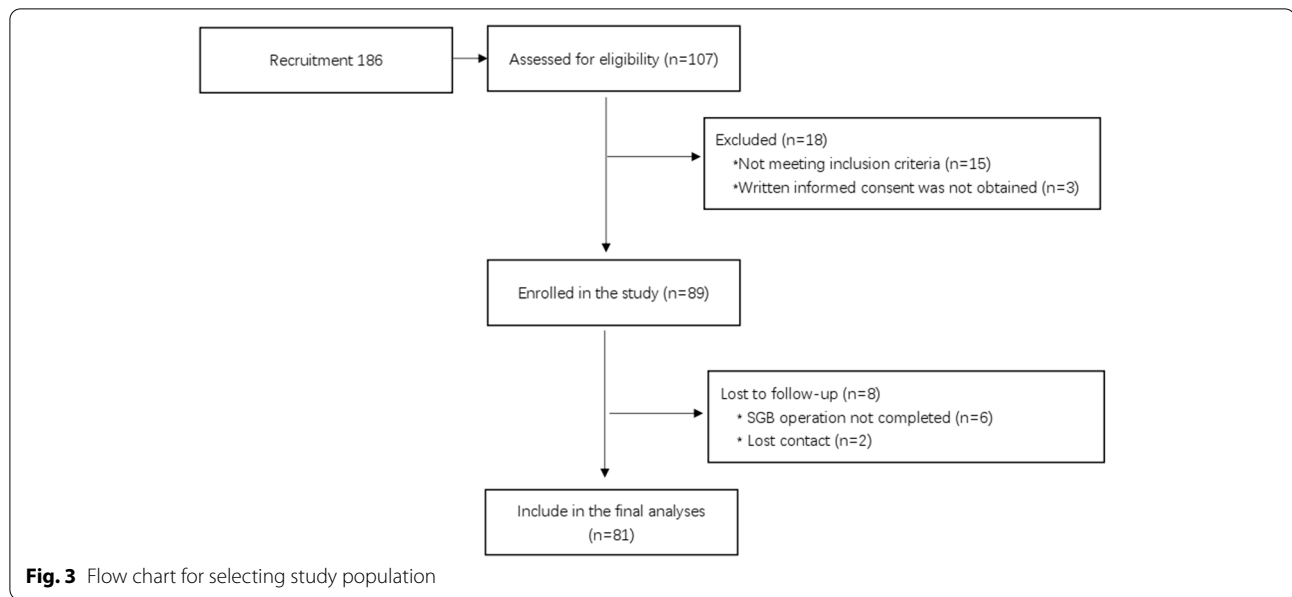 Recruitment 186
Assessed for eligibility (n=107)
Excluded (n=18)
*Not meeting inclusion criteria (n=15)
*Written informed consent was not obtained (n=3)
Enrolled in the study (n=89)
Lost to follow-up (n=8)
* SGB operation not completed (n=6)
* Lost contact (n=2)
Include in the final analyses
(n=81)
Fig. 3 Flow chart for selecting study population